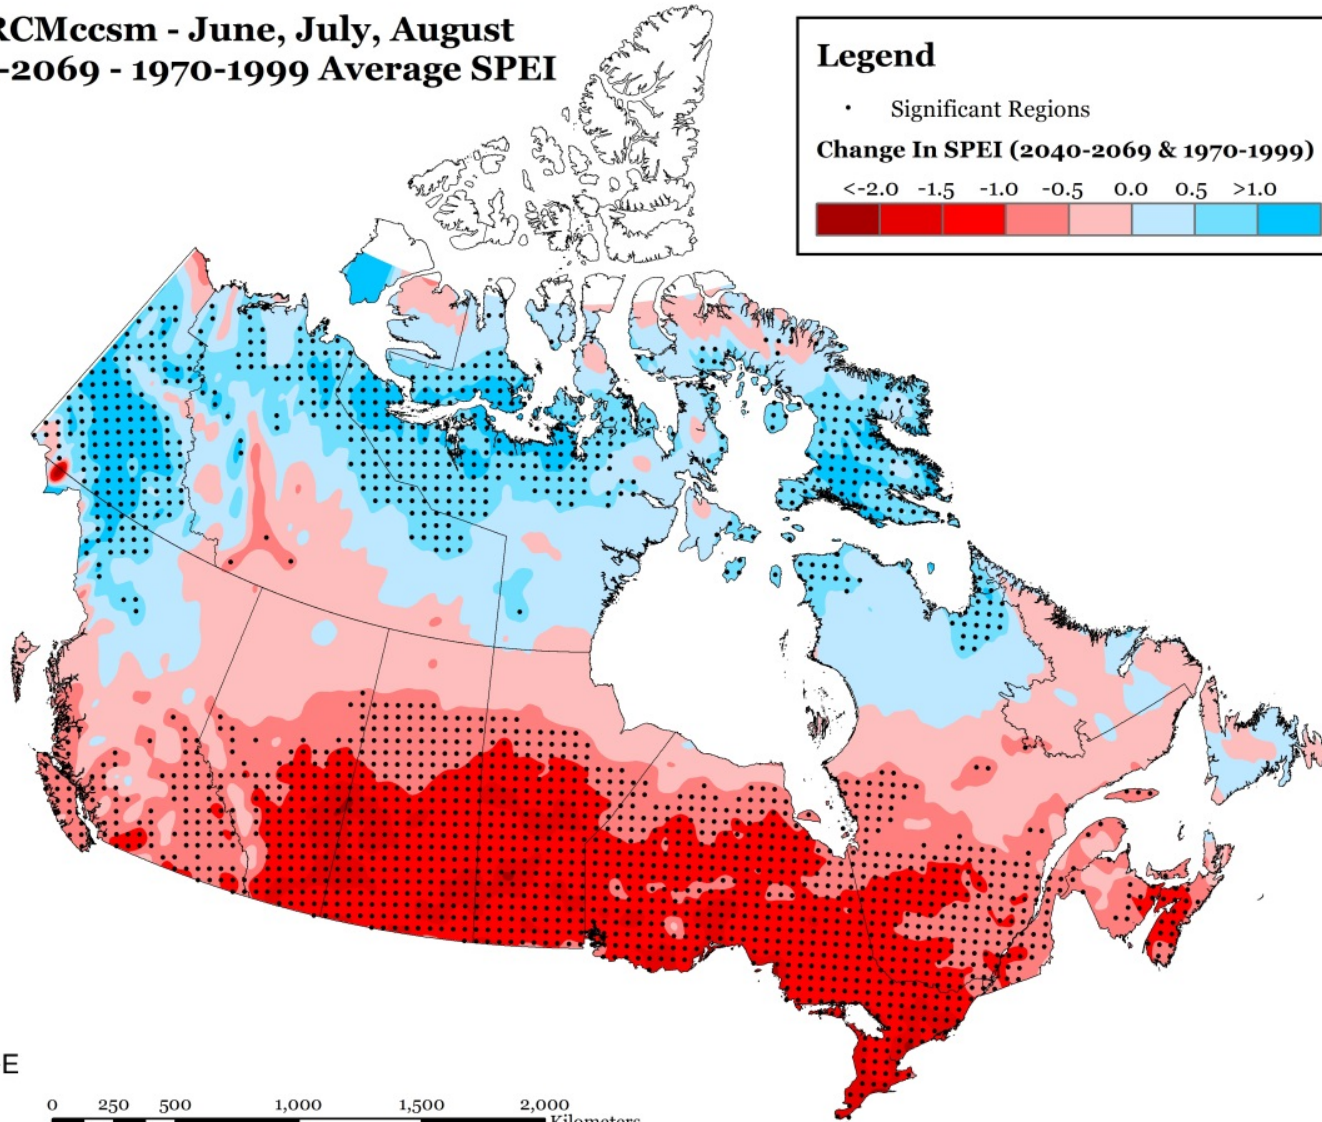 RCMccsm - June, July, August
-2069 - 1970-1999 Average SPEI
Legend
Significant Regions
Change In SPEI (2040-2069 & 1970-1999)
<-2.0 -1.5 -1.0 -0.5 0.0 0.5 >1.0
E
0 250 500 1,000 1,500 2,000
Kilometers